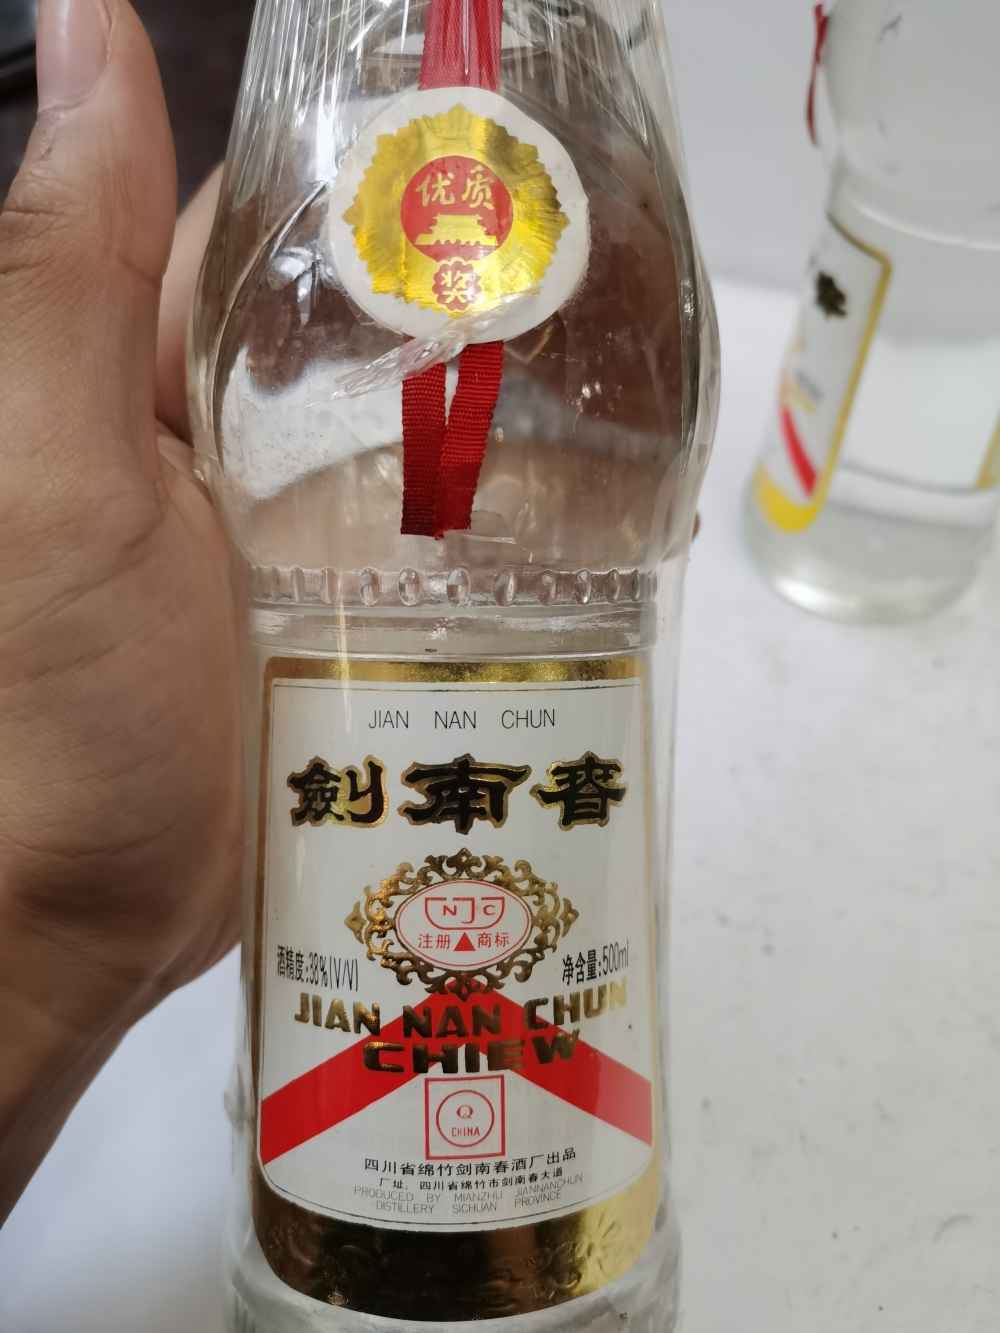 优质
奖
JIAN NAN CHUN
劍南春
NJC
注册 商标
酒精度:38%(V/V)
净含量:500ml
JIAN NAN CHUN
CHIEW
Q
CHINA
四川省绵竹剑南春酒厂出品
厂址:四川省绵竹市剑南春大道
PRODUCED BY MIANZHU JIANNANCHUN
DISTILLERY SICHUAN PROVINCE